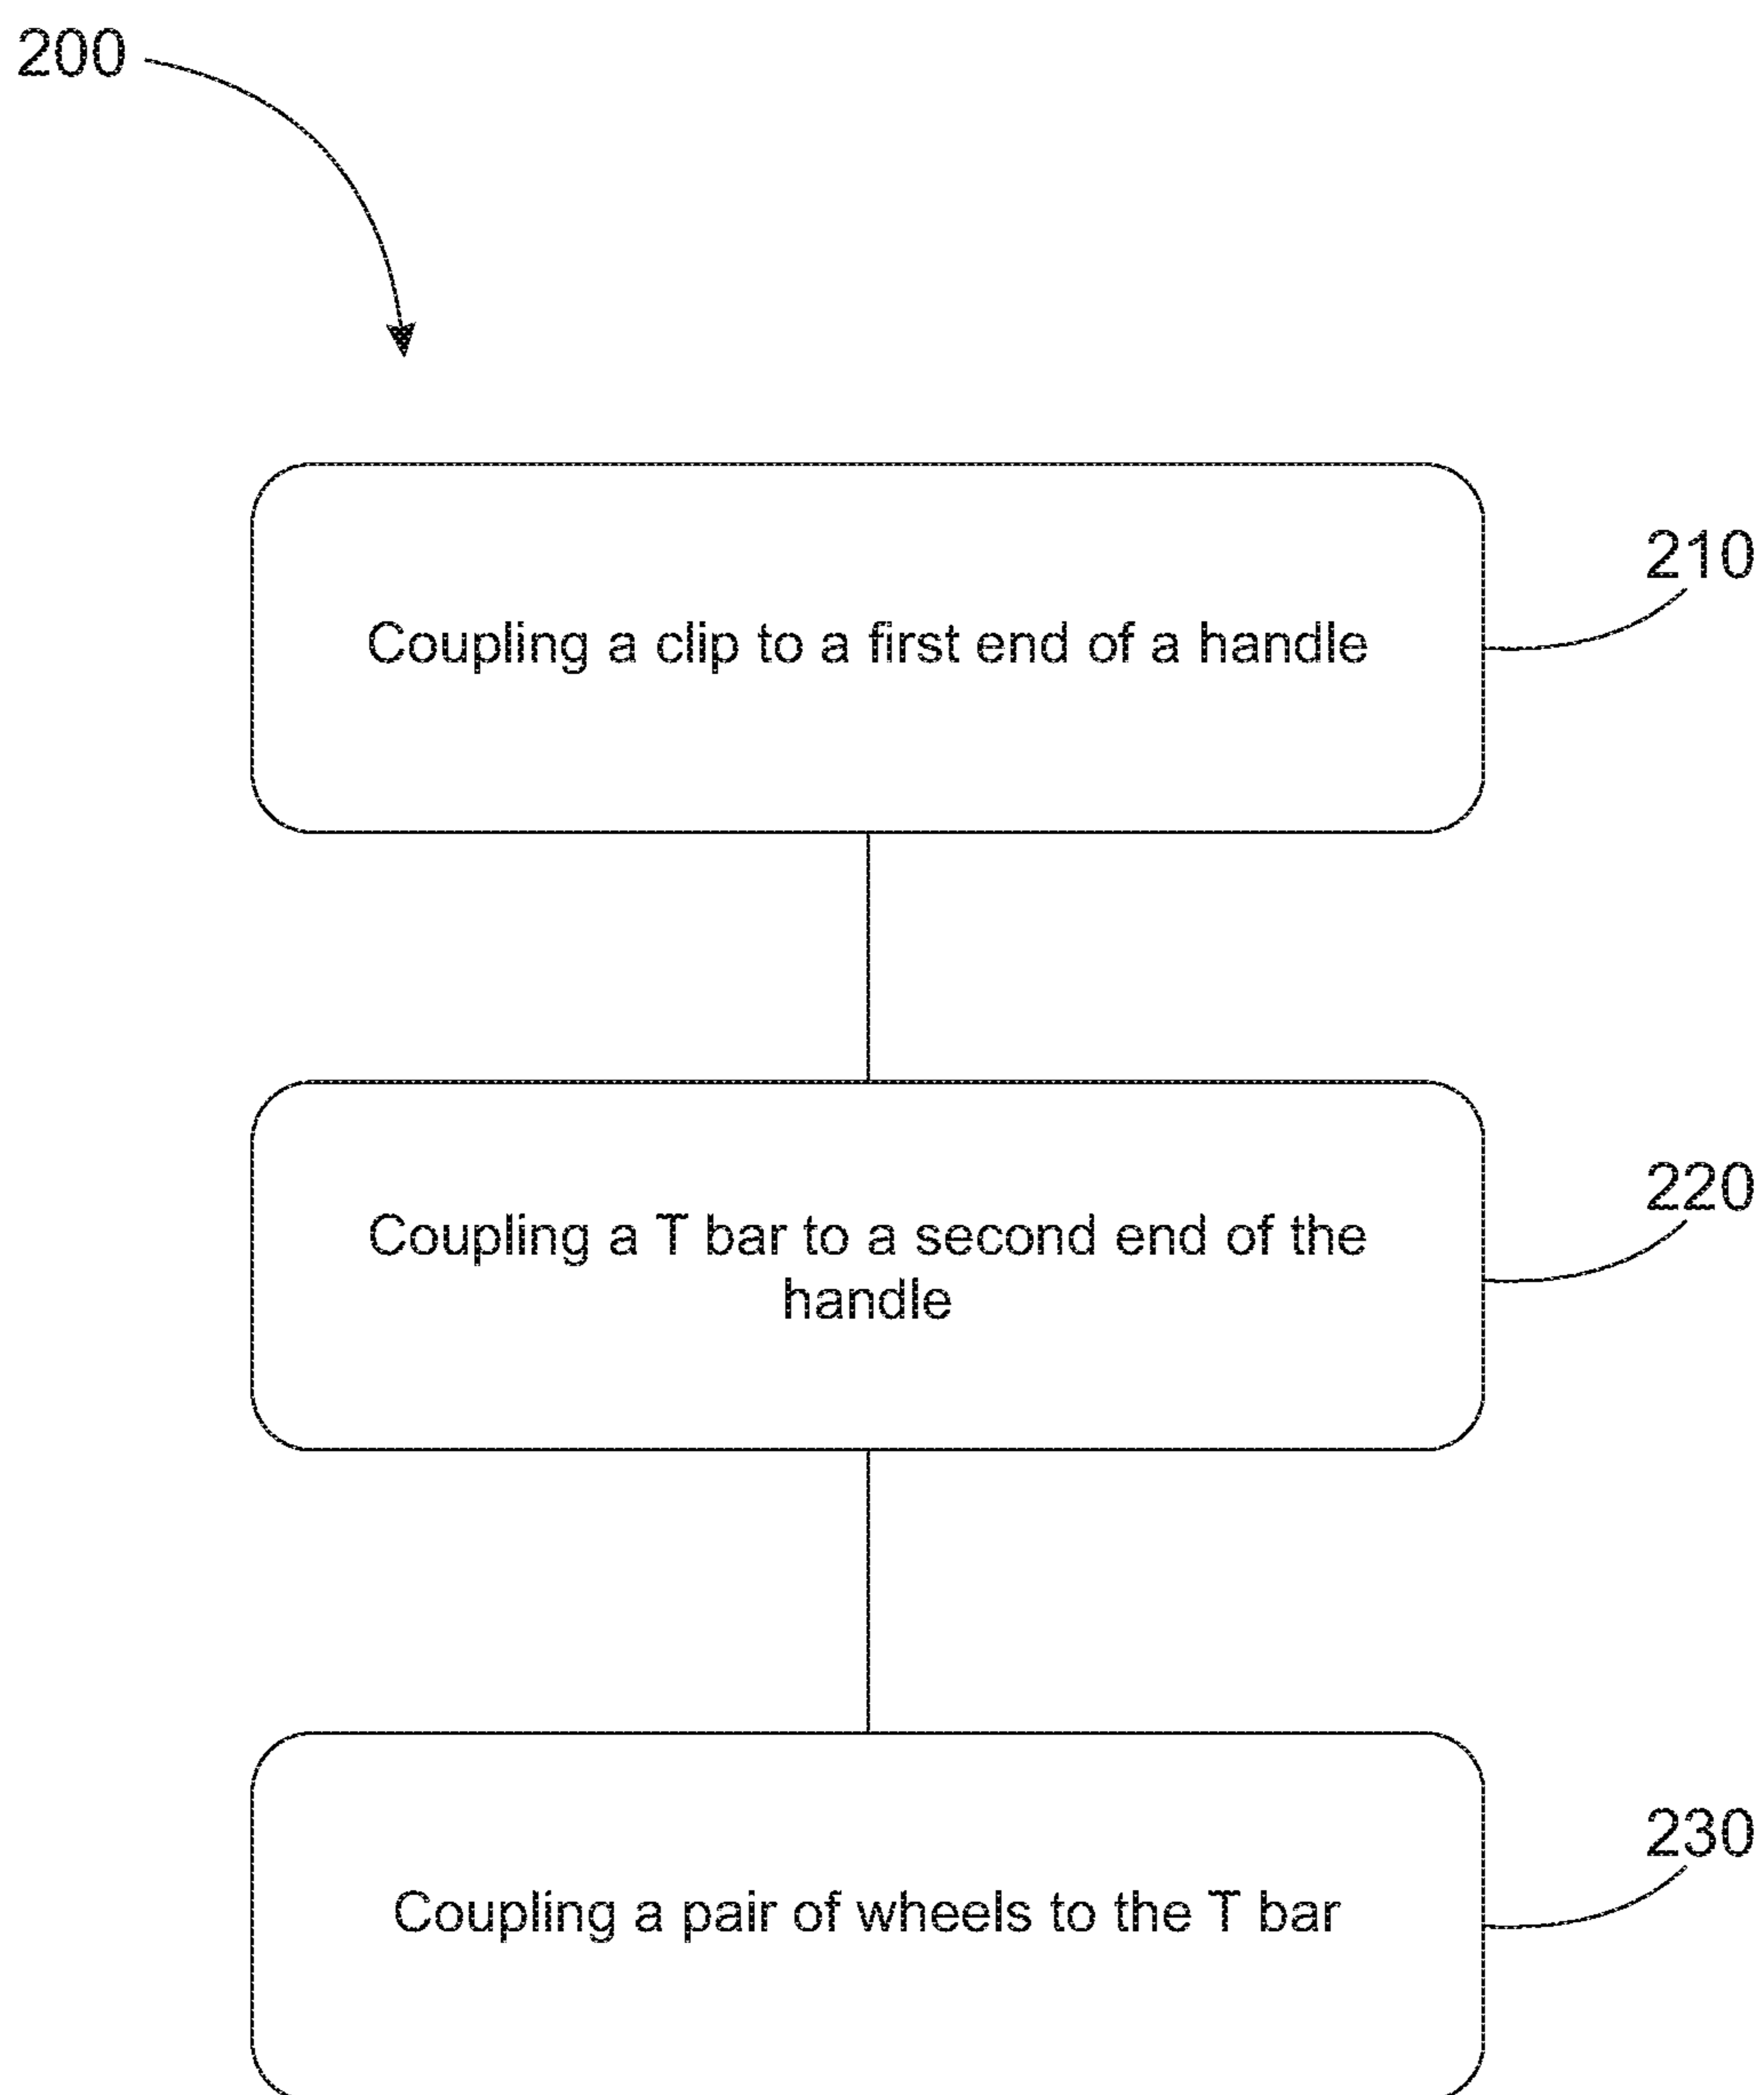 200
210
Coupling a clip to a first end of a handle
220
Coupling a T bar to a second end of the
handle
230
Coupling a pair of wheels to the T bar